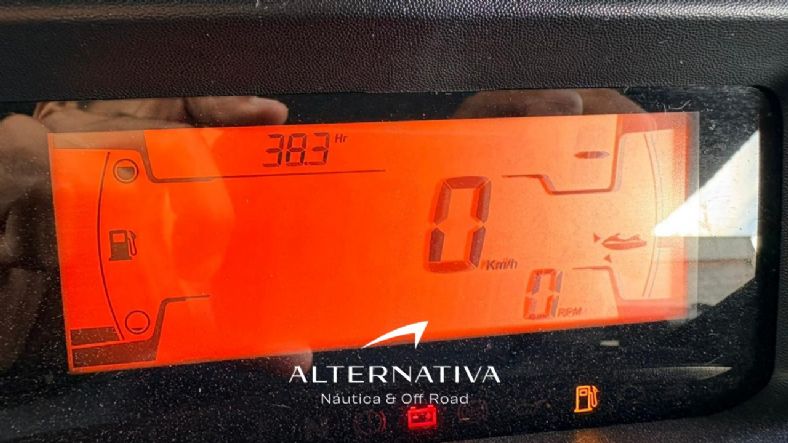 38.3 Hr
0 Km/h
0 RPM
ALTERNATIVA
Náutica & Off Road